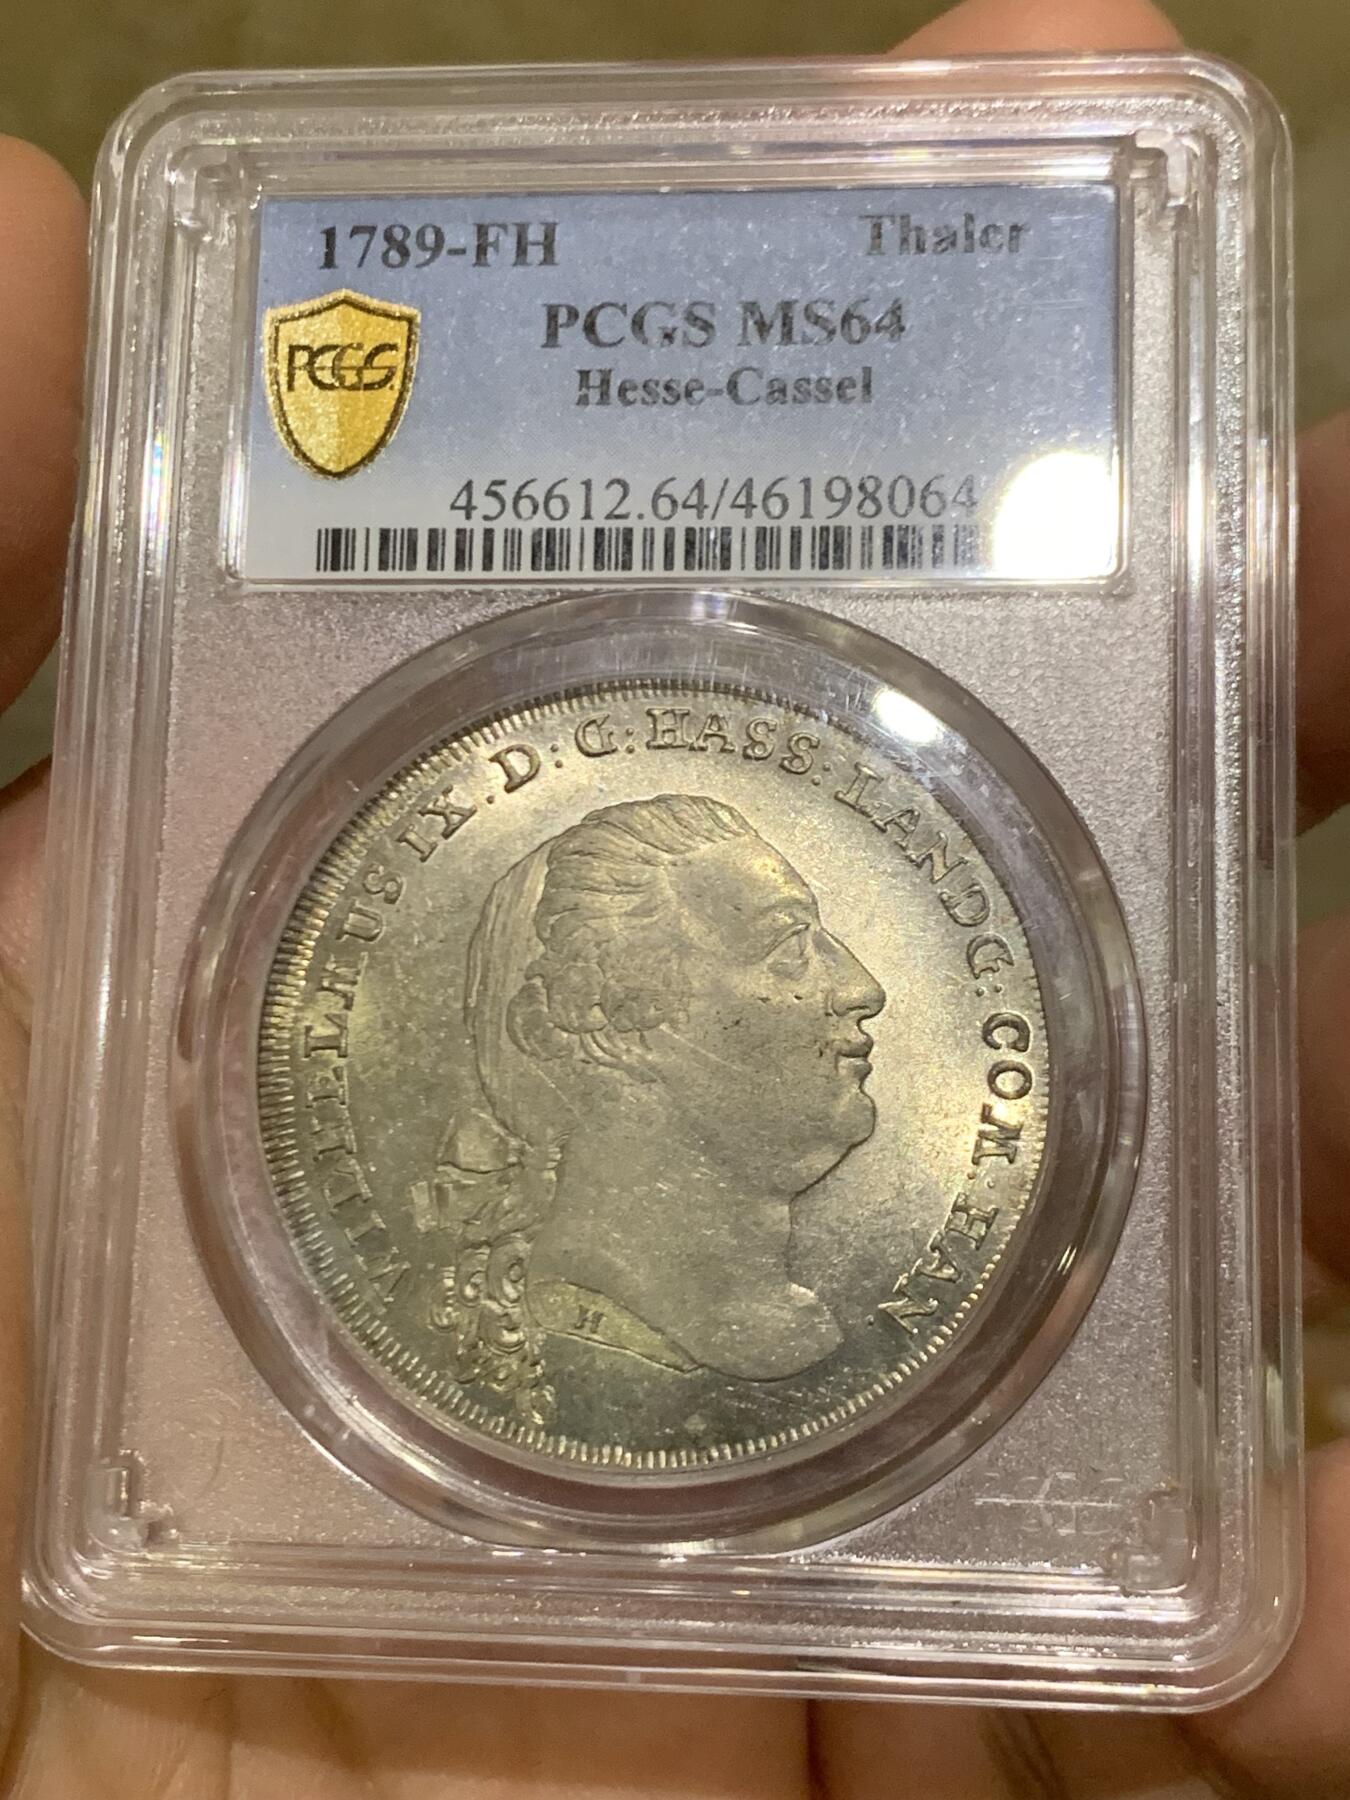 1789-FH Thaler
PCGS MS64
Hesse-Cassel
PCGS
456612.64/46198064
WILHELMUS IX. D: G: HASS: LANDG: COM. HAN.
H